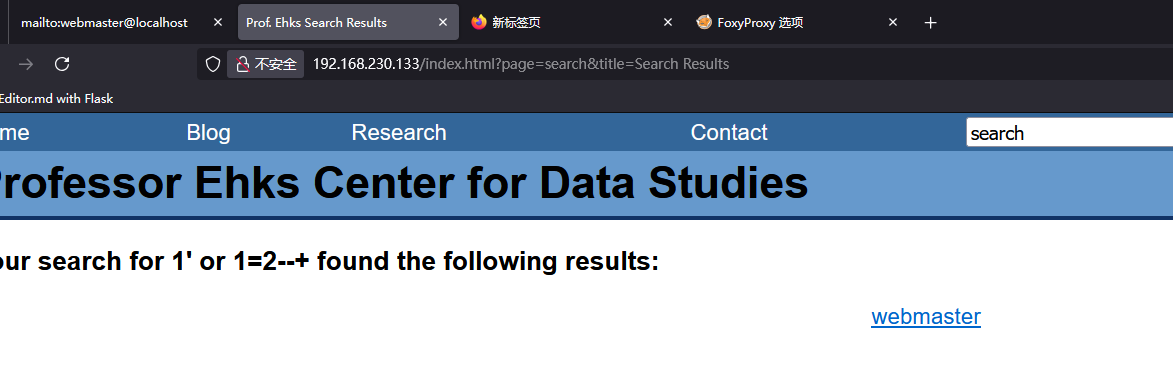 mailto:webmaster@localhost × Prof. Ehks Search Results × 新标签页 × FoxyProxy 选项 × +
不安全 192.168.230.133/index.html?page=search&title=Search Results
Editor.md with Flask
me Blog Research Contact search
rofessor Ehks Center for Data Studies
our search for 1' or 1=2--+ found the following results:
webmaster